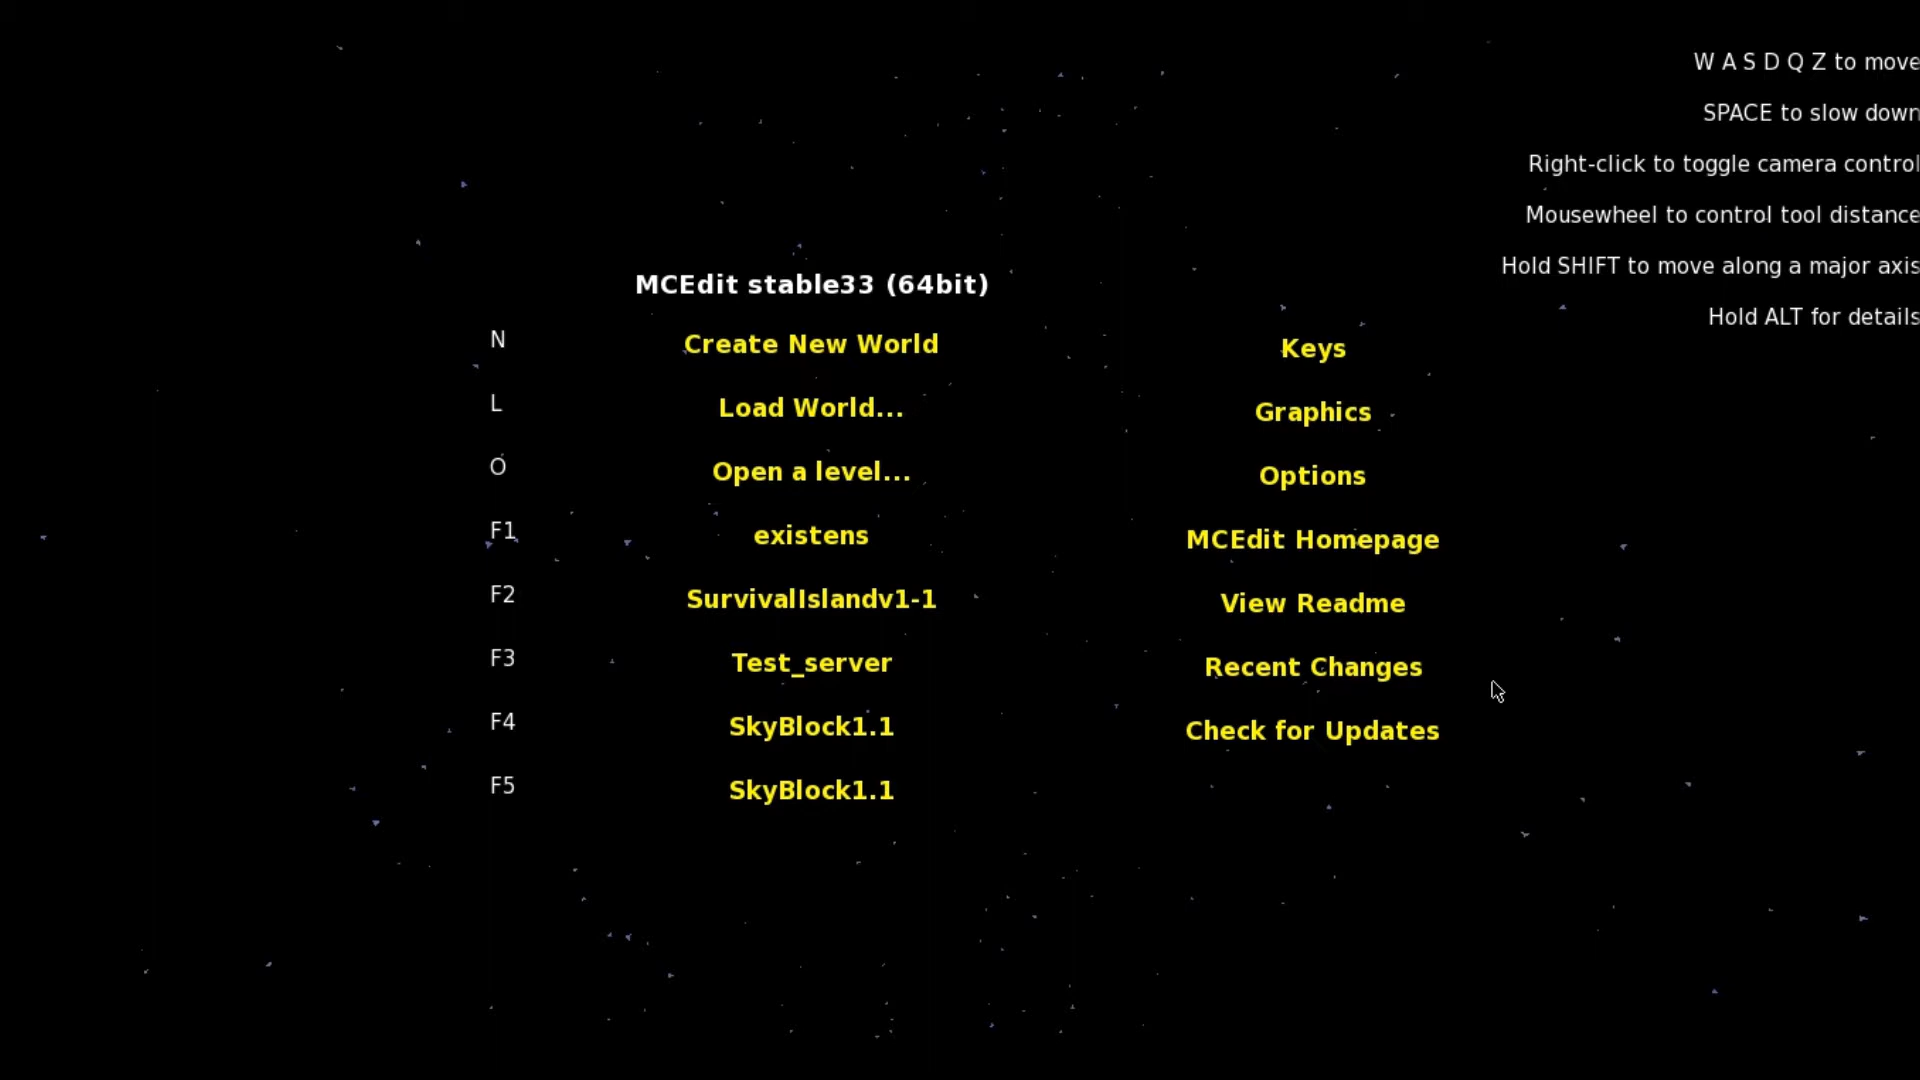 W A S D Q Z to move
SPACE to slow down
Right-click to toggle camera control
Mousewheel to control tool distance
Hold SHIFT to move along a major axis
Hold ALT for details
MCEdit stable33 (64bit)
N Create New World
L Load World...
O Open a level...
F1 existens
F2 SurvivalIslandv1-1
F3 Test_server
F4 SkyBlock1.1
F5 SkyBlock1.1
Keys
Graphics
Options
MCEdit Homepage
View Readme
Recent Changes
Check for Updates